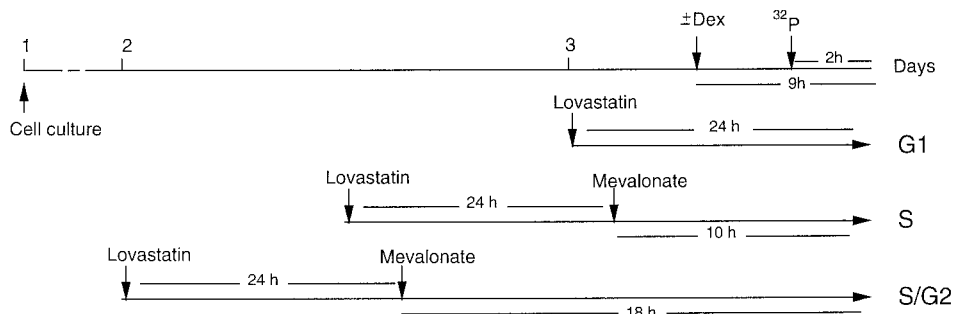 1 2 3 ±Dex 32P
2h Days
9h
Cell culture
Lovastatin
24 h
G1
Lovastatin Mevalonate
24 h
S
10 h
Lovastatin Mevalonate
24 h
S/G2
18h